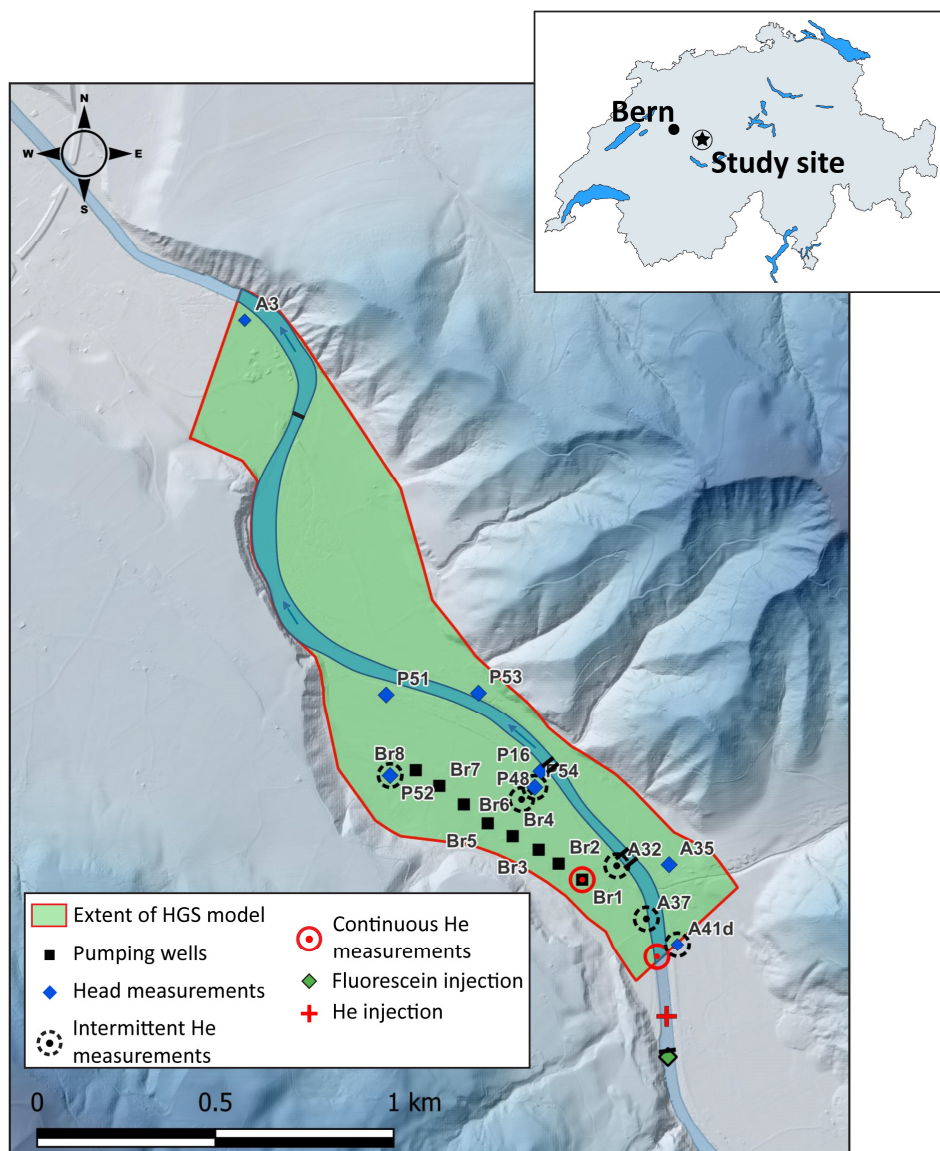 Bern
Study site
N
W
E
S
A3
P51
P53
P16
P54
P48
Br8
Br7
P52
Br6
Br4
Br5
Br3
Br2
A32
A35
Br1
A37
A41d
Extent of HGS model
Pumping wells
Head measurements
Intermittent He
measurements
Continuous He
measurements
Fluorescein injection
He injection
0
0.5
1 km